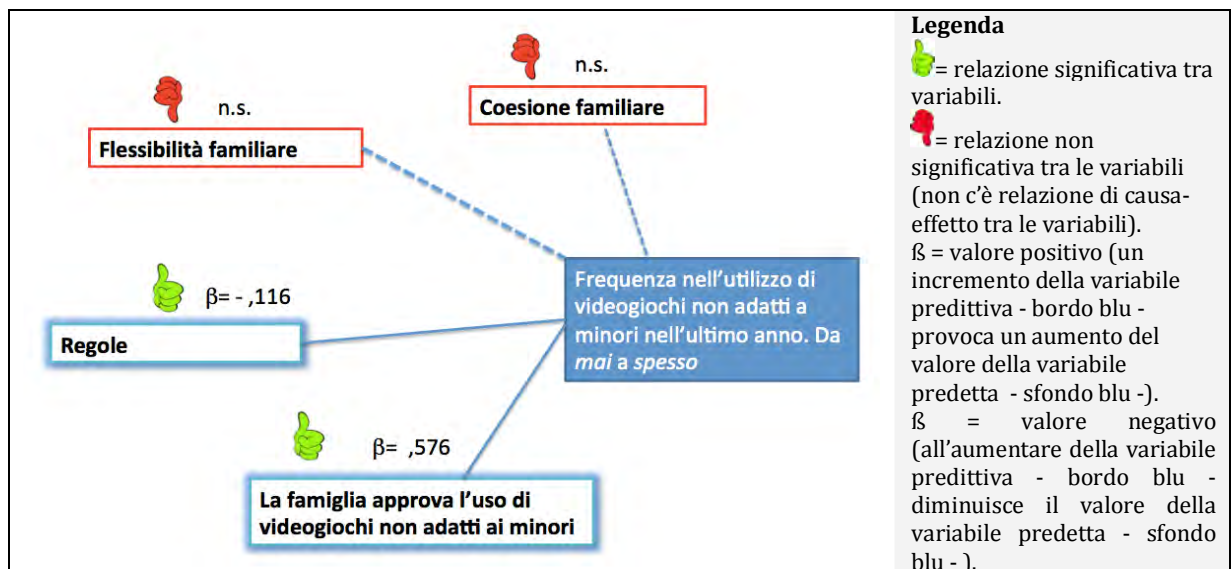 n.s.
Coesione familiare
n.s.
Flessibilità familiare
β= - ,116
Regole
Frequenza nell'utilizzo di
videogiochi non adatti a
minori nell'ultimo anno. Da
mai a spesso
β= ,576
La famiglia approva l'uso di
videogiochi non adatti ai minori
Legenda
= relazione significativa tra
variabili.
= relazione non
significativa tra le variabili
(non c'è relazione di causa-
effetto tra le variabili).
ß = valore positivo (un
incremento della variabile
predittiva - bordo blu -
provoca un aumento del
valore della variabile
predetta - sfondo blu -).
ß = valore negativo
(all'aumentare della variabile
predittiva - bordo blu -
diminuisce il valore della
variabile predetta - sfondo
blu - ).